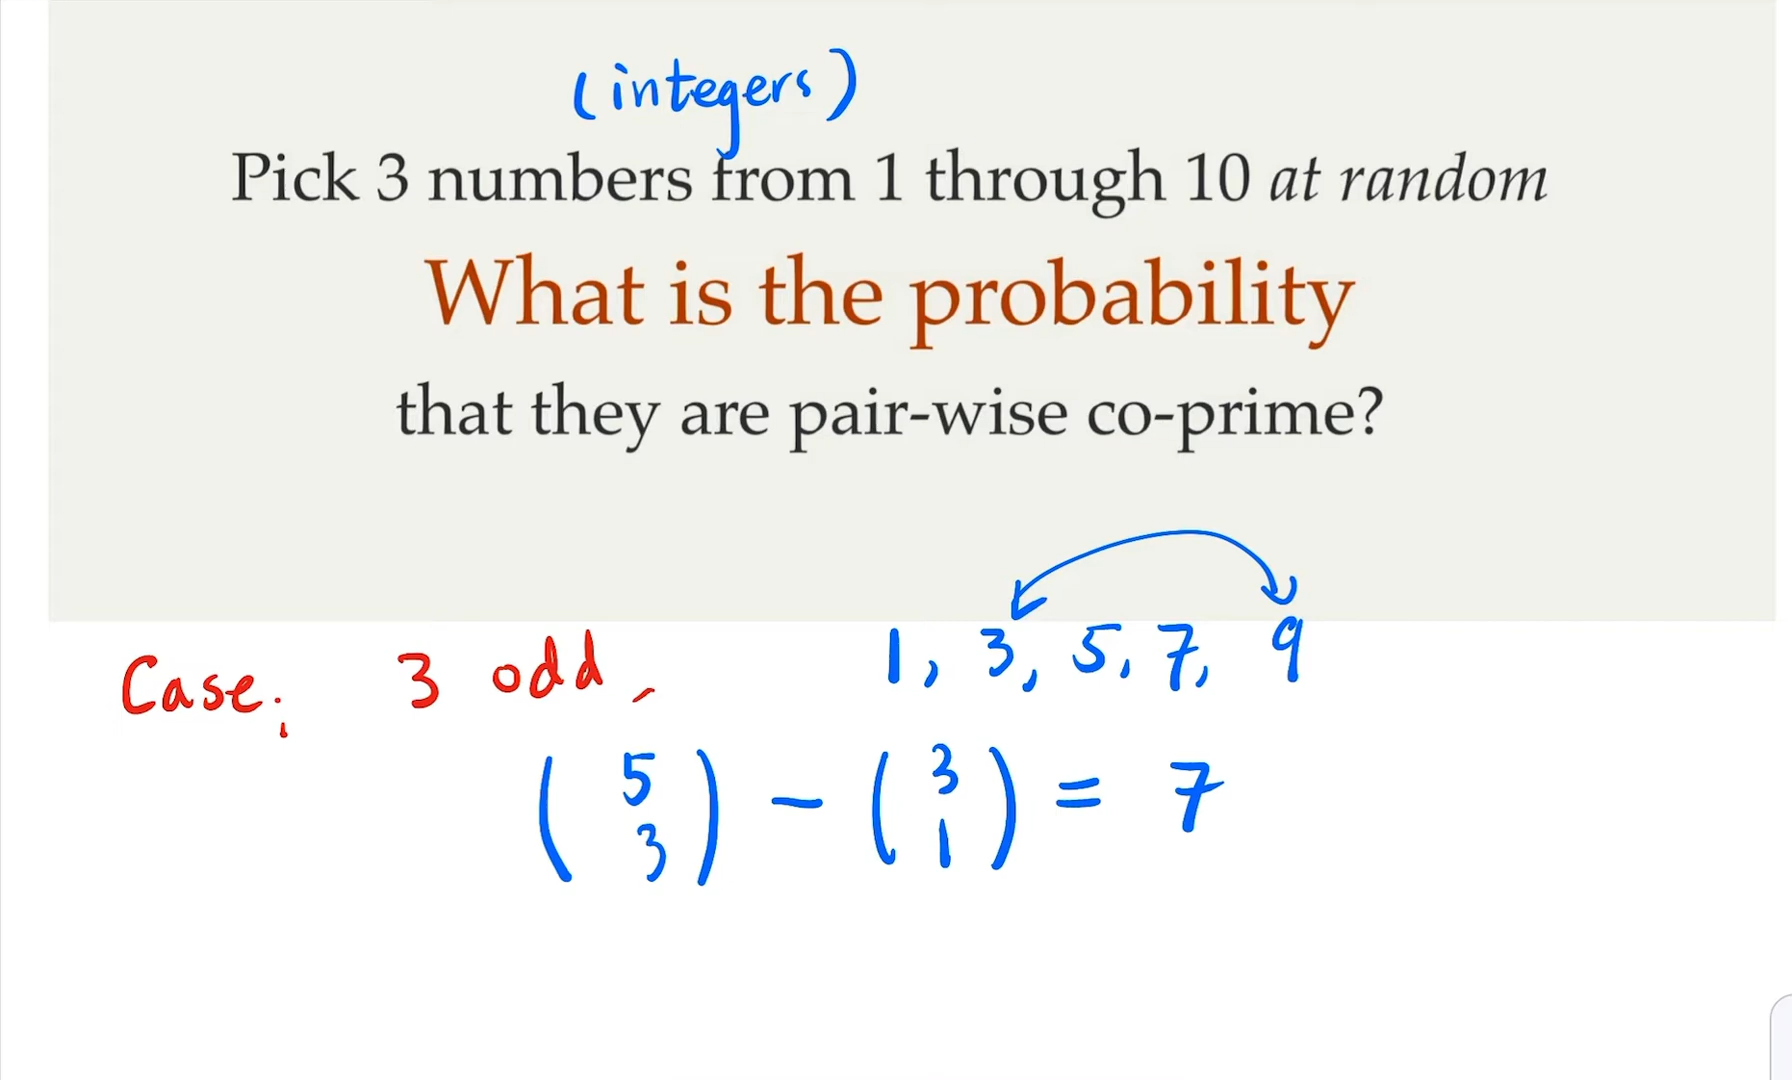 (integers)
Pick 3 numbers from 1 through 10 at random
What is the probability
that they are pair-wise co-prime?
Case: 3 odd, 1, 3, 5, 7, 9
(5 3) - (3 1) = 7